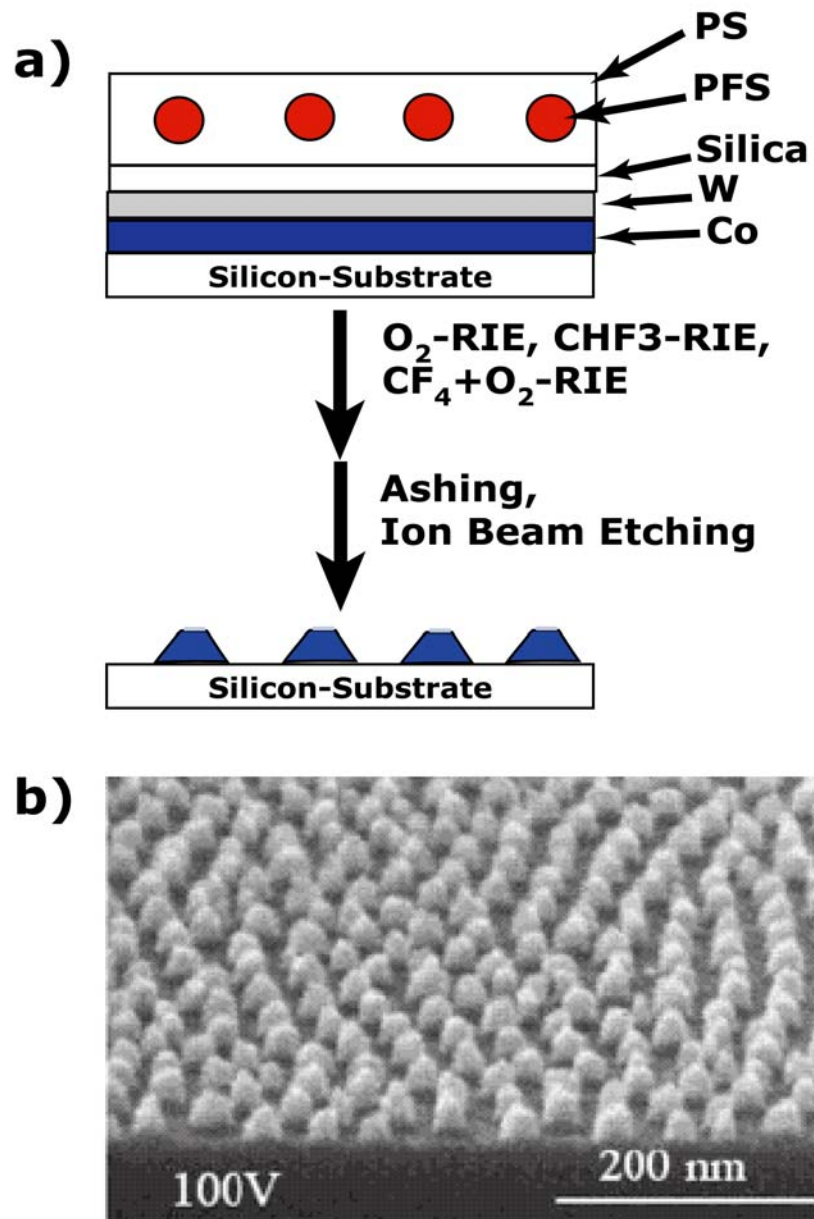 a)
PS
PFS
Silica
W
Co
Silicon-Substrate
O₂-RIE, CHF3-RIE,
CF₄+O₂-RIE
Ashing,
Ion Beam Etching
Silicon-Substrate
b)
100V
200 nm